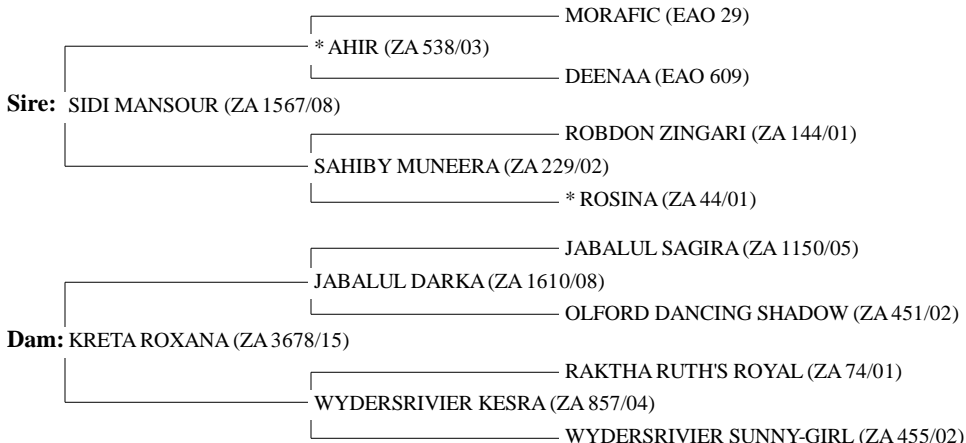 MORAFIC (EAO 29)
* AHIR (ZA 538/03)
DEENAA (EAO 609)
Sire: SIDI MANSOUR (ZA 1567/08)
ROBDON ZINGARI (ZA 144/01)
SAHIBY MUNEERA (ZA 229/02)
* ROSINA (ZA 44/01)
JABALUL SAGIRA (ZA 1150/05)
JABALUL DARKA (ZA 1610/08)
OLFORD DANCING SHADOW (ZA 451/02)
Dam: KRETA ROXANA (ZA 3678/15)
RAKTHA RUTH'S ROYAL (ZA 74/01)
WYDERSRIVIER KESRA (ZA 857/04)
WYDERSRIVIER SUNNY-GIRL (ZA 455/02)